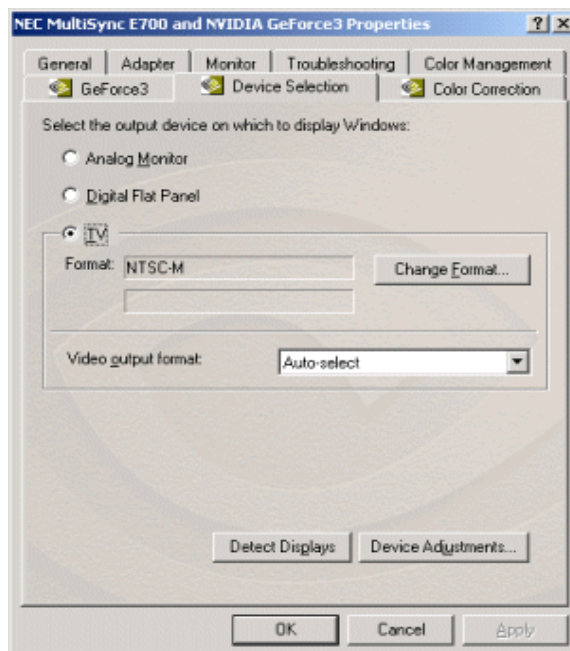 NEC MultiSync E700 and NVIDIA GeForce3 Properties
General Adapter Monitor Troubleshooting Color Management
GeForce3 Device Selection Color Correction
Select the output device on which to display Windows:
Analog Monitor
Digital Flat Panel
TV
Format: NTSC-M Change Format...
Video output format: Auto-select
Detect Displays Device Adjustments...
OK Cancel Apply